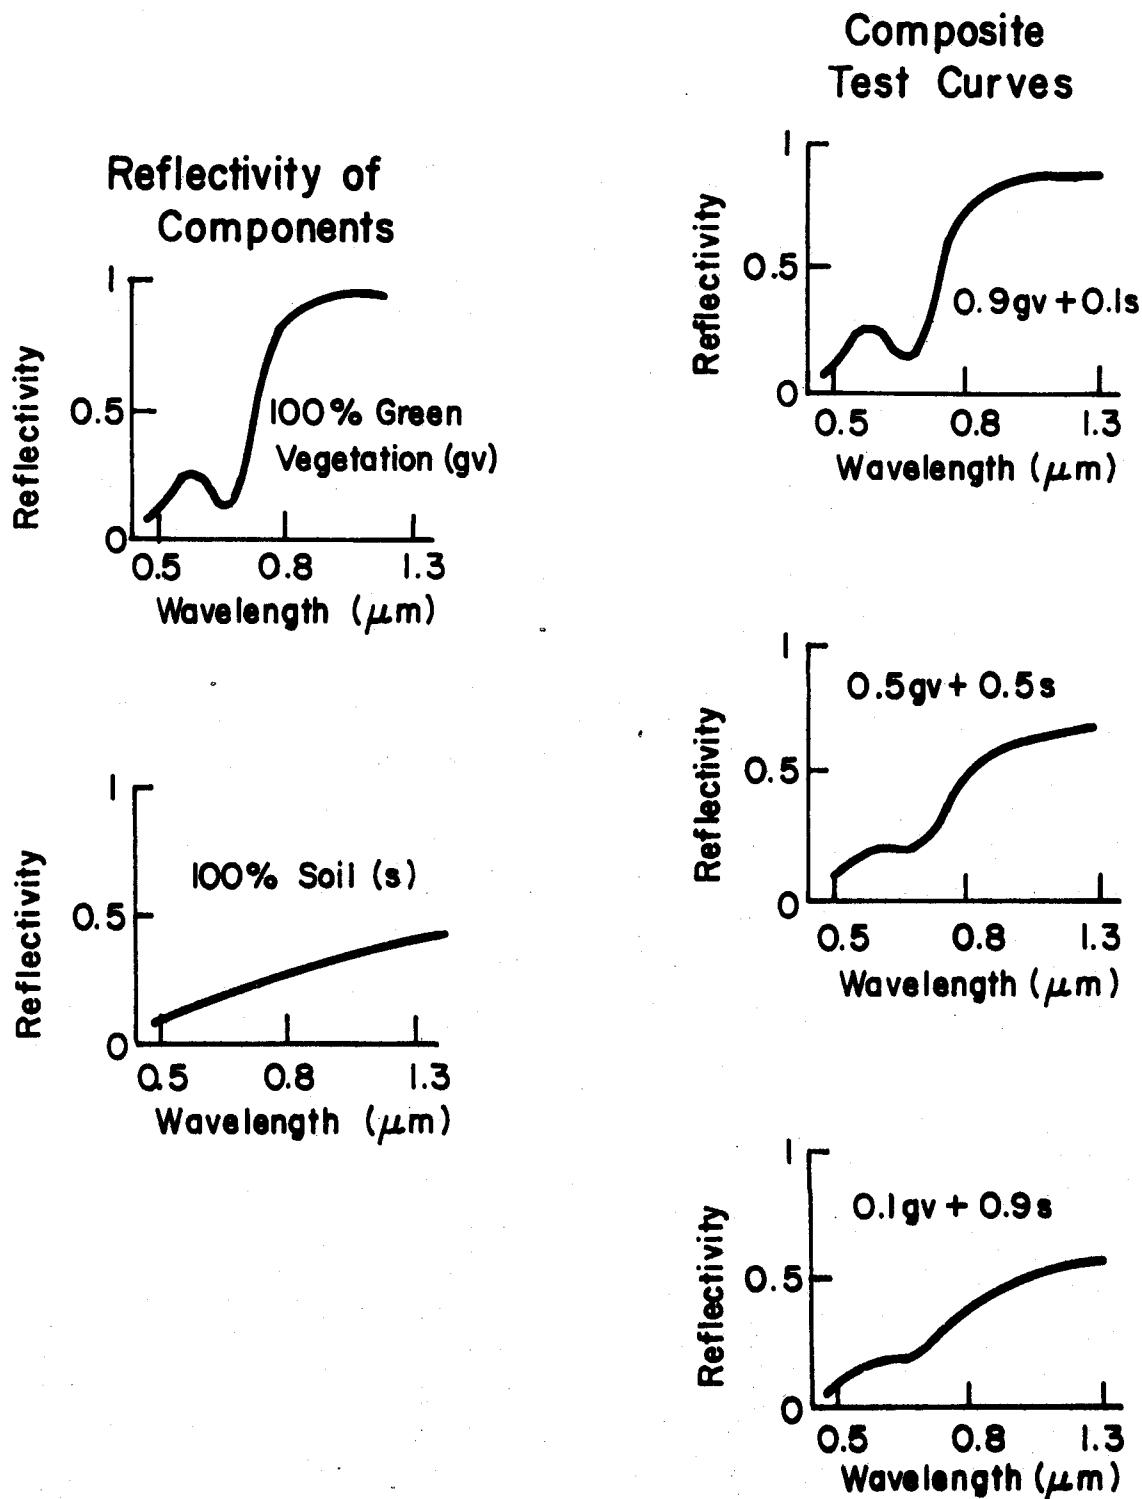 Reflectivity of
Components
1
0.5
0
Reflectivity
100% Green
Vegetation (gv)
0.5 0.8 1.3
Wavelength (μm)
1
0.5
0
Reflectivity
100% Soil (s)
0.5 0.8 1.3
Wavelength (μm)
Composite
Test Curves
1
0.5
0
Reflectivity
0.9gv+0.1s
0.5 0.8 1.3
Wavelength (μm)
1
0.5
0
Reflectivity
0.5gv+ 0.5s
0.5 0.8 1.3
Wavelength (μm)
1
0.5
0
Reflectivity
0.1gv+ 0.9s
0.5 0.8 1.3
Wavelength (μm)